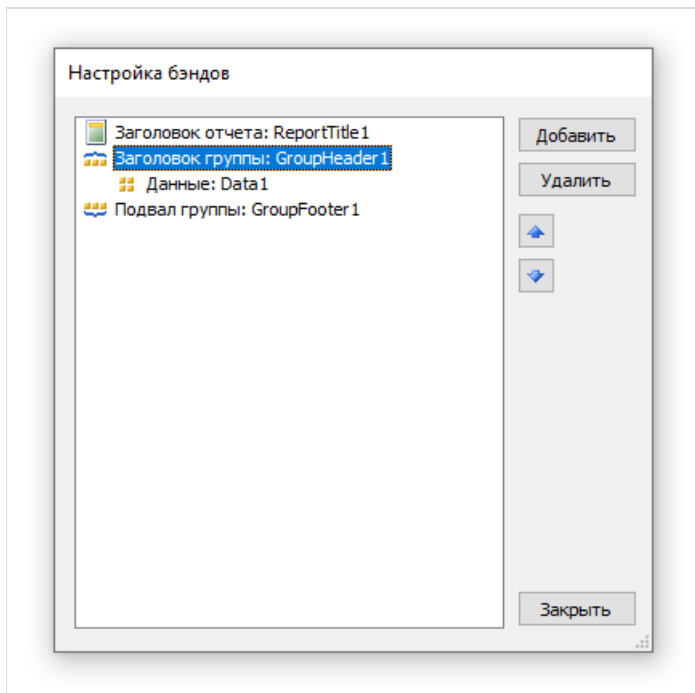 Настройка бэндов
Заголовок отчета: ReportTitle1
Заголовок группы: GroupHeader1
Данные: Data1
Подвал группы: GroupFooter1
Добавить
Удалить
Закрыть